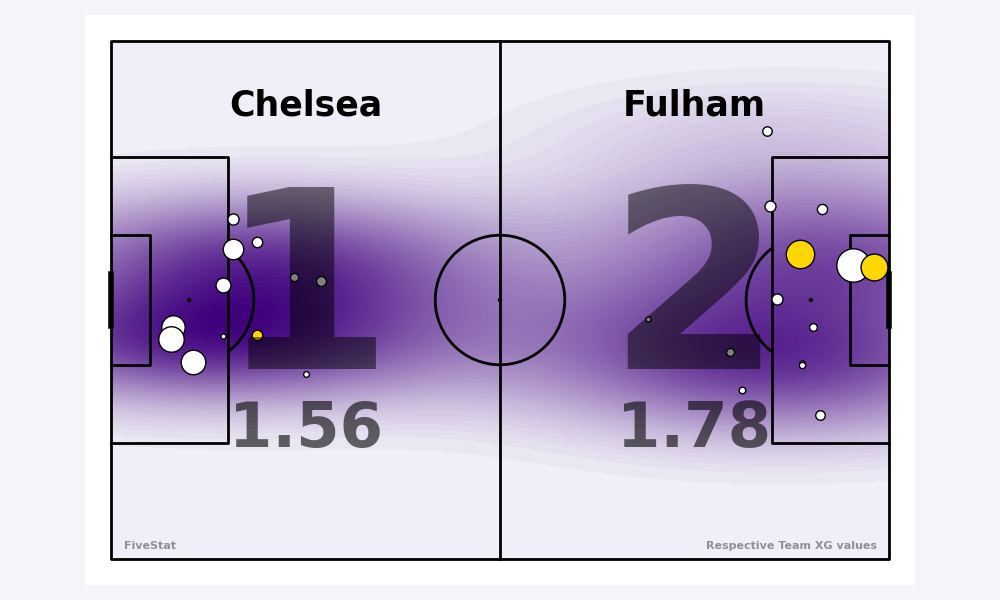 Chelsea
Fulham
1
2
1.56
1.78
FiveStat
Respective Team XG values